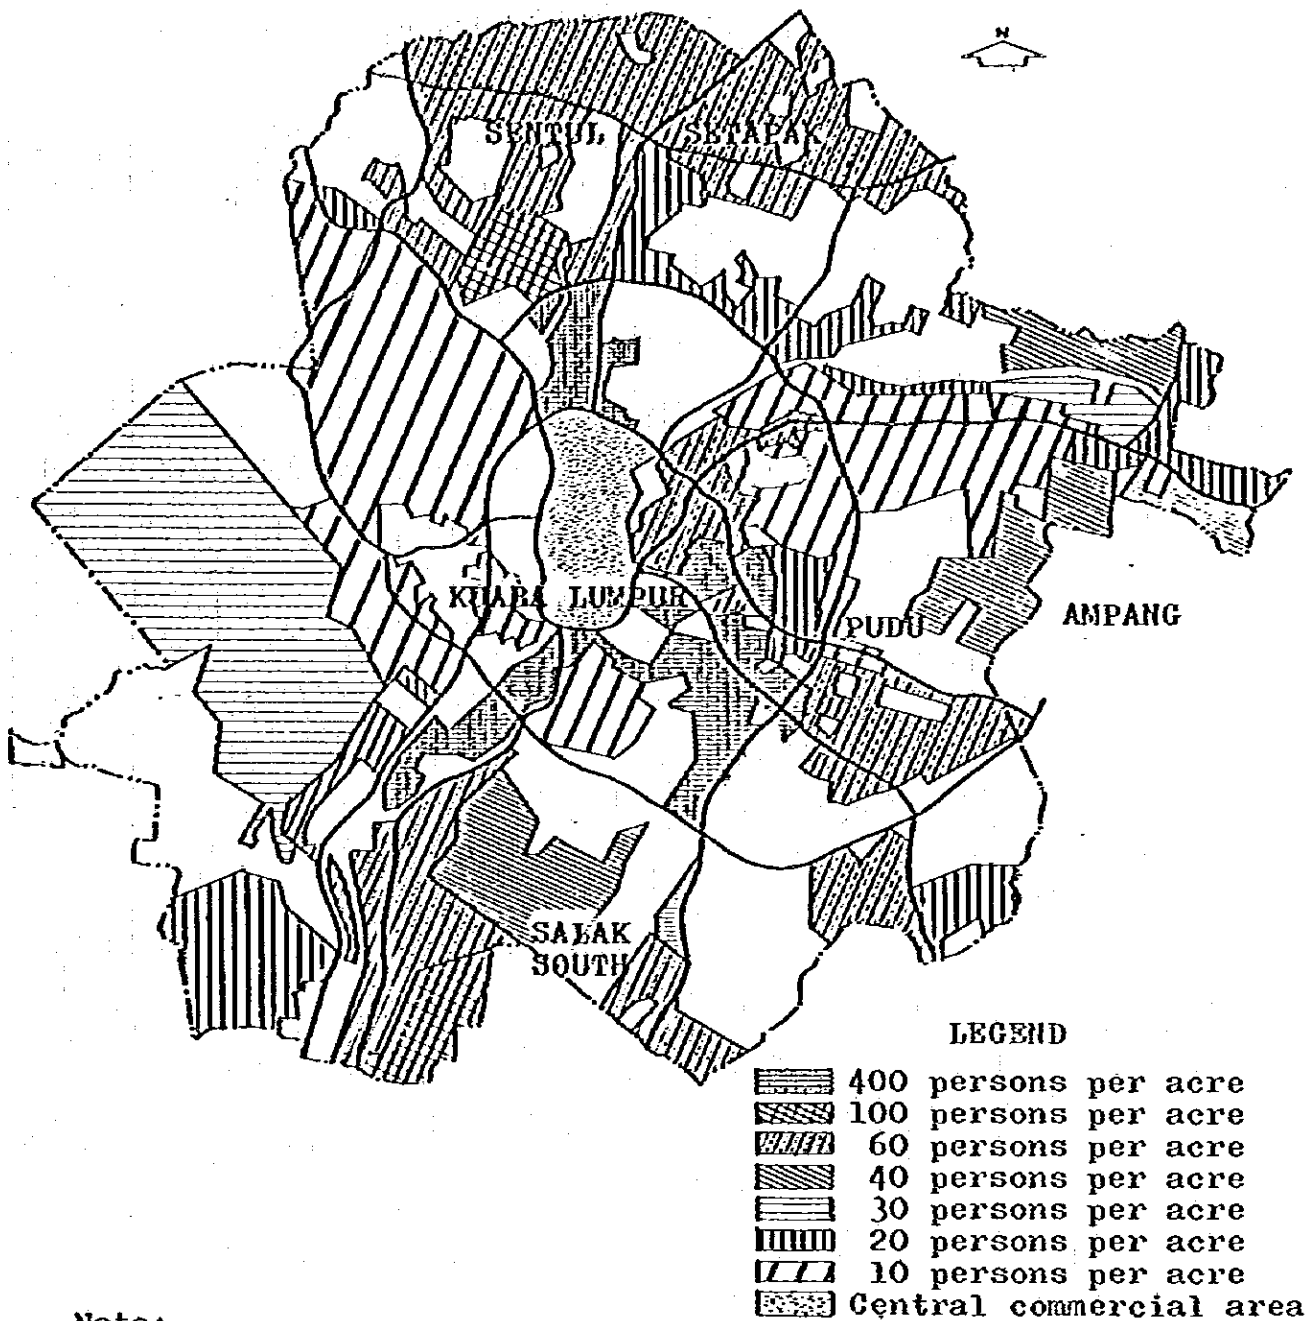 N
SENTUL SETAPAK
KUARA LUMPUR
PUDU
AMPANG
SALAK
SOUTH
LEGEND
400 persons per acre
100 persons per acre
60 persons per acre
40 persons per acre
30 persons per acre
20 persons per acre
10 persons per acre
Central commercial area
Note: